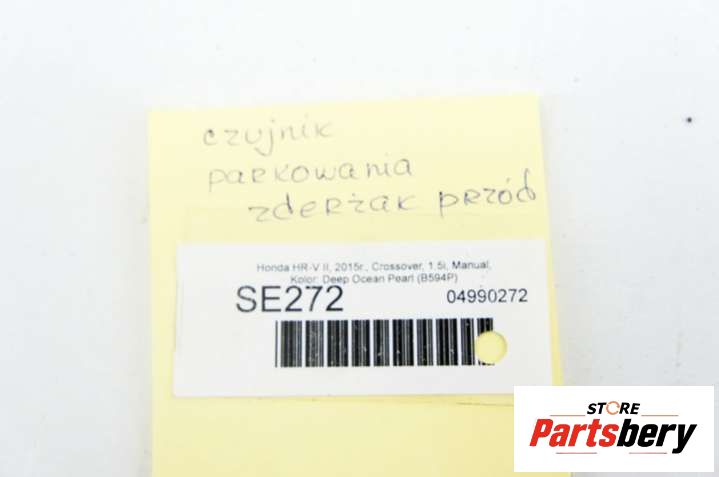 czujnik
parkowania
zderżak przód
Honda HR-V II, 2015r., Crossover, 1.5i, Manual,
Kolor: Deep Ocean Pearl (B594P)
SE272 04990272
STORE
Partsbery